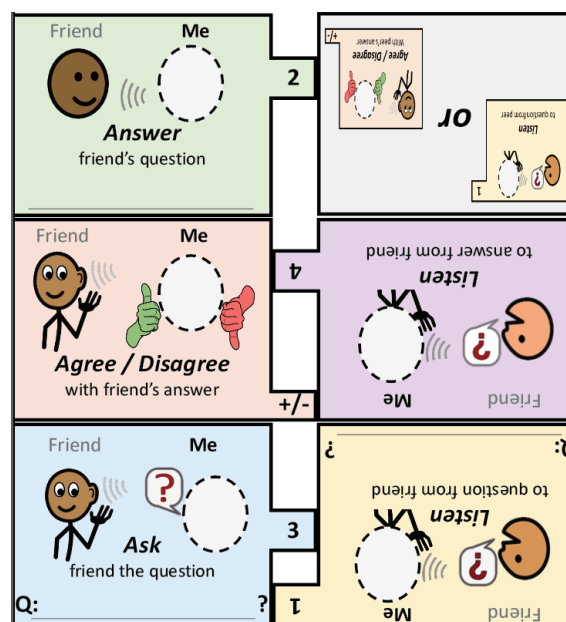 Friend Me
Answer
friend's question
2
+/-
Agree / Disagree
With peer's answer
or
Listen
to question from peer
?
1
Friend Me
Agree / Disagree
with friend's answer
4
+/-
Listen
to answer from friend
?
Me Friend
Friend Me
?
Ask
friend the question
Q: ?
3
1
Q: ?
Listen
to question from friend
?
Me Friend